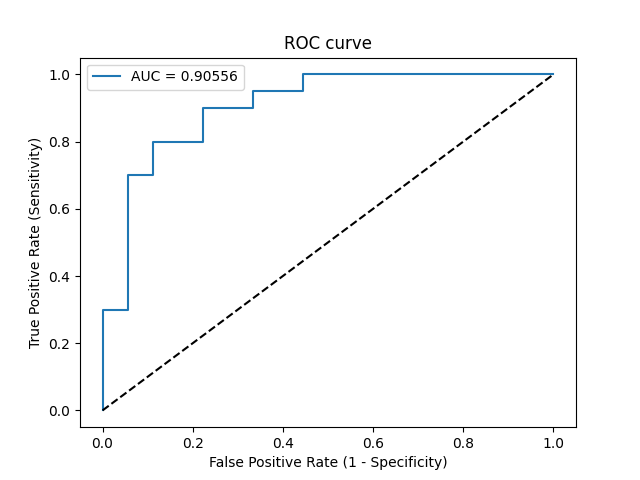 ROC curve
AUC = 0.90556
True Positive Rate (Sensitivity)
1.0
0.8
0.6
0.4
0.2
0.0
0.0 0.2 0.4 0.6 0.8 1.0
False Positive Rate (1 - Specificity)